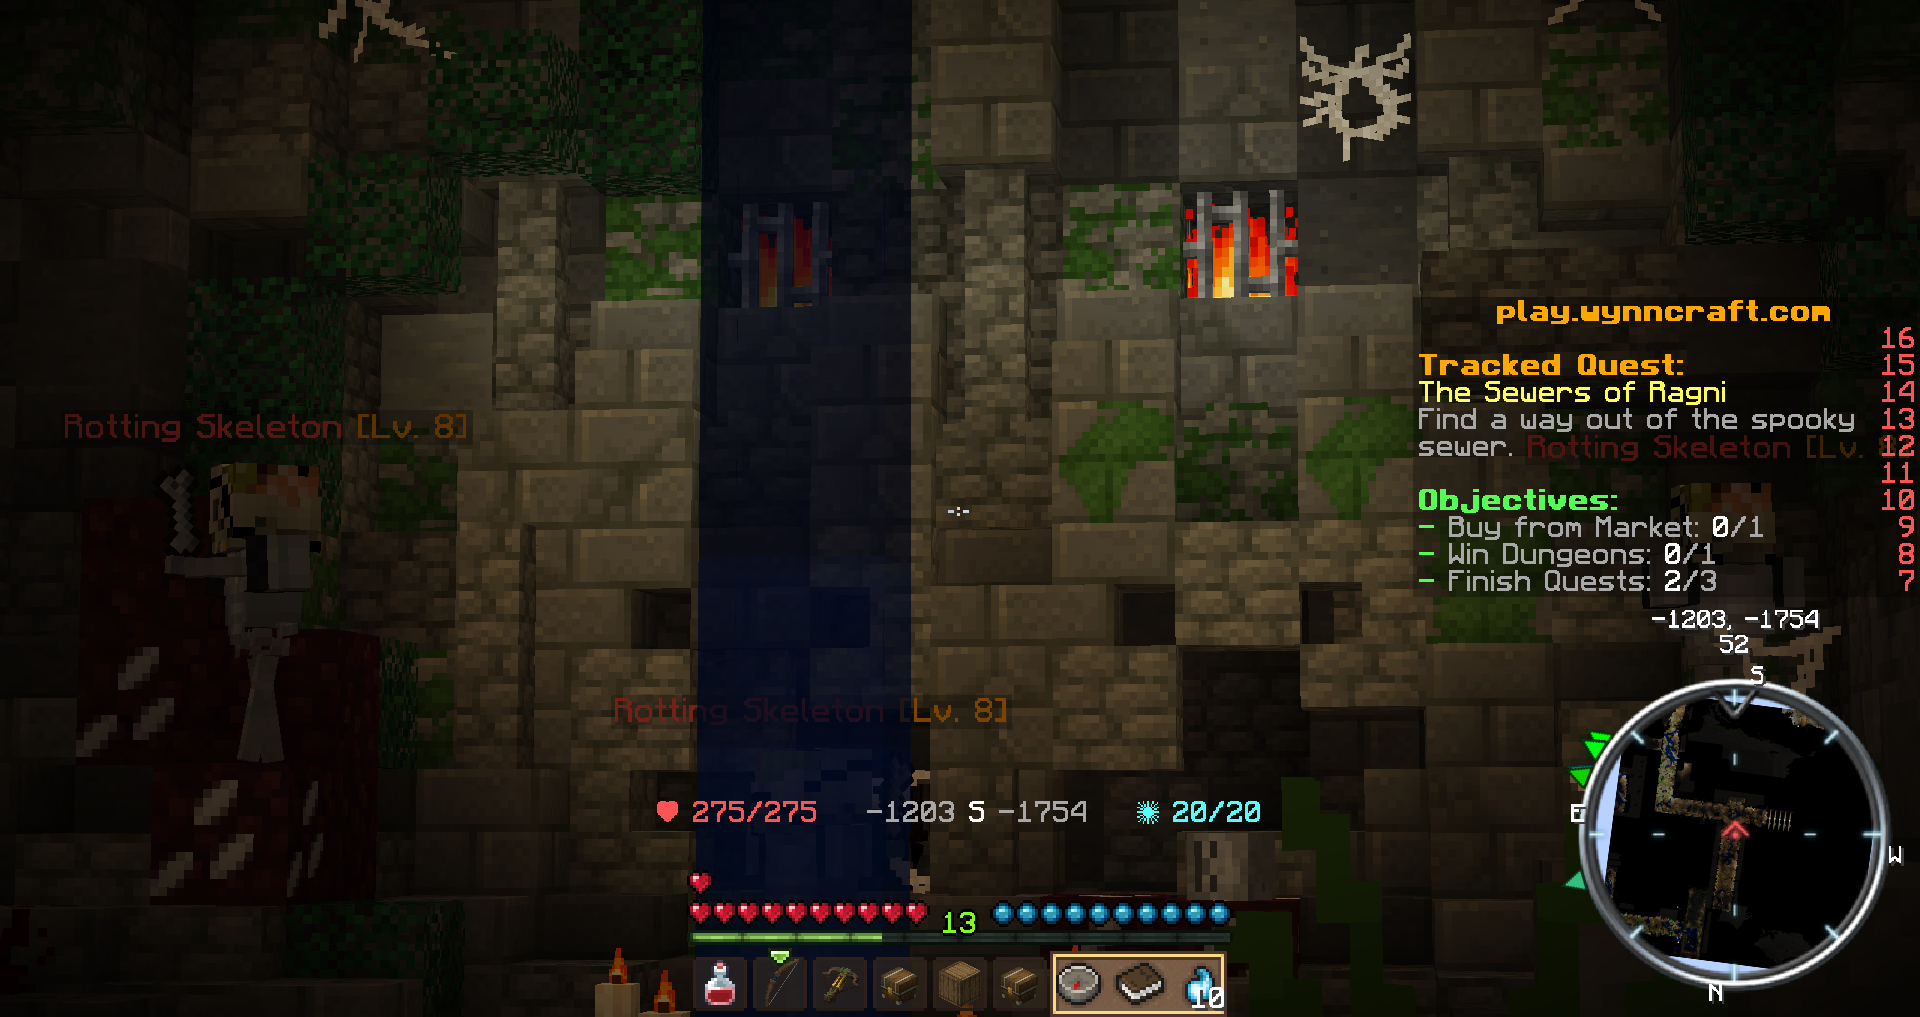 play.wynncraft.com
16
Tracked Quest:
15
The Sewers of Ragni
14
Find a way out of the spooky
13
sewer.
12
Rotting Skeleton [Lv. 8]
Rotting Skeleton [Lv.
11
Objectives:
10
- Buy from Market: 0/1
9
- Win Dungeons: 0/1
8
- Finish Quests: 2/3
7
-1203, -1754
52
S
Rotting Skeleton [Lv. 8]
275/275
-1203 S -1754
20/20
E
W
13
N
10